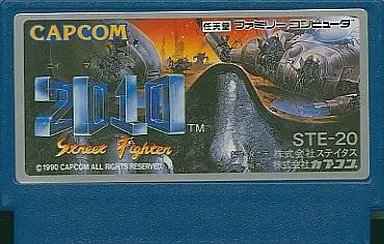 CAPCOM
任天堂 ファミリーコンピュータ
2010
TM
Street Fighter
STE-20
株式会社ステイタス
©1990 CAPCOM ALL RIGHTS RESERVED.
株式会社カプコン